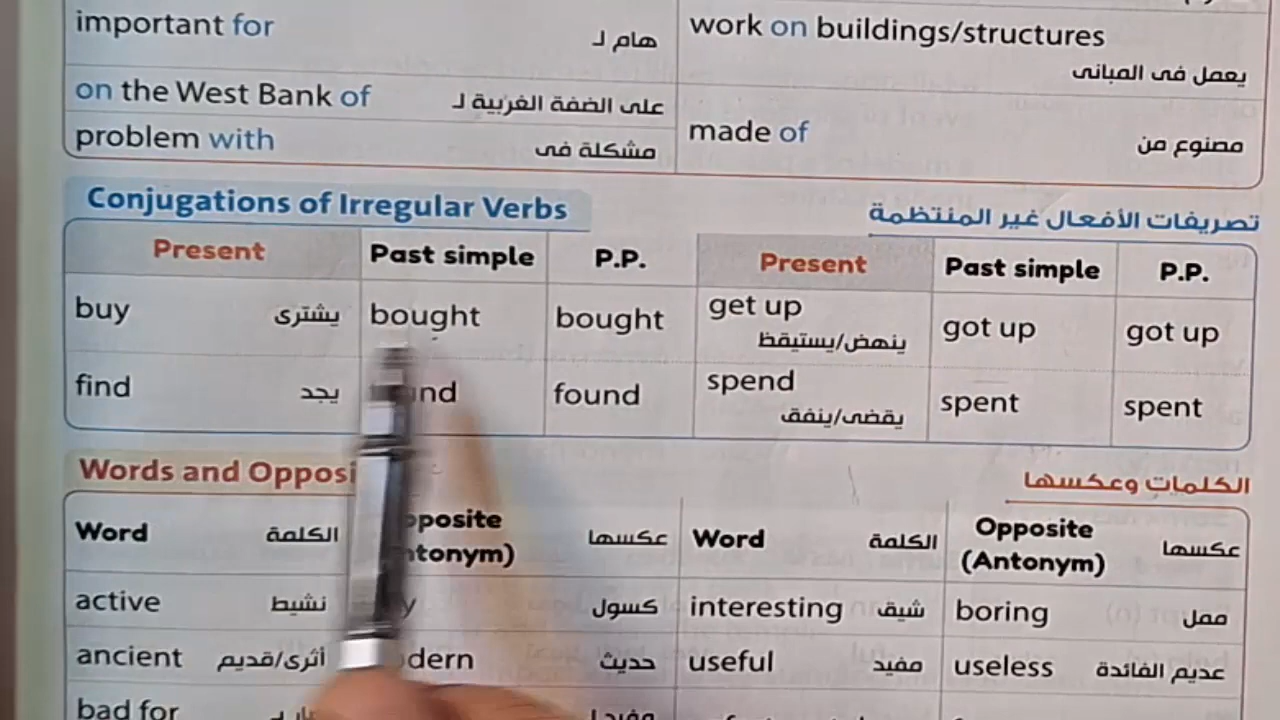 important for هام لـ
work on buildings/structures
يعمل فى المبانى
on the West Bank of على الضفة الغربية لـ
problem with مشكلة فى
made of مصنوع من
Conjugations of Irregular Verbs تصريفات الأفعال غير المنتظمة
Present Past simple P.P. Present Past simple P.P.
buy يشترى bought bought get up ينهض/يستيقظ got up got up
find يجد found spend يقضى/ينفق spent spent
Words and الكلمات وعكسها
Word الكلمة عكسها Word الكلمة Opposite (Antonym) عكسها
active نشيط كسول interesting شيق boring ممل
ancient أثرى/قديم حديث useful مفيد useless عديم الفائدة
bad for